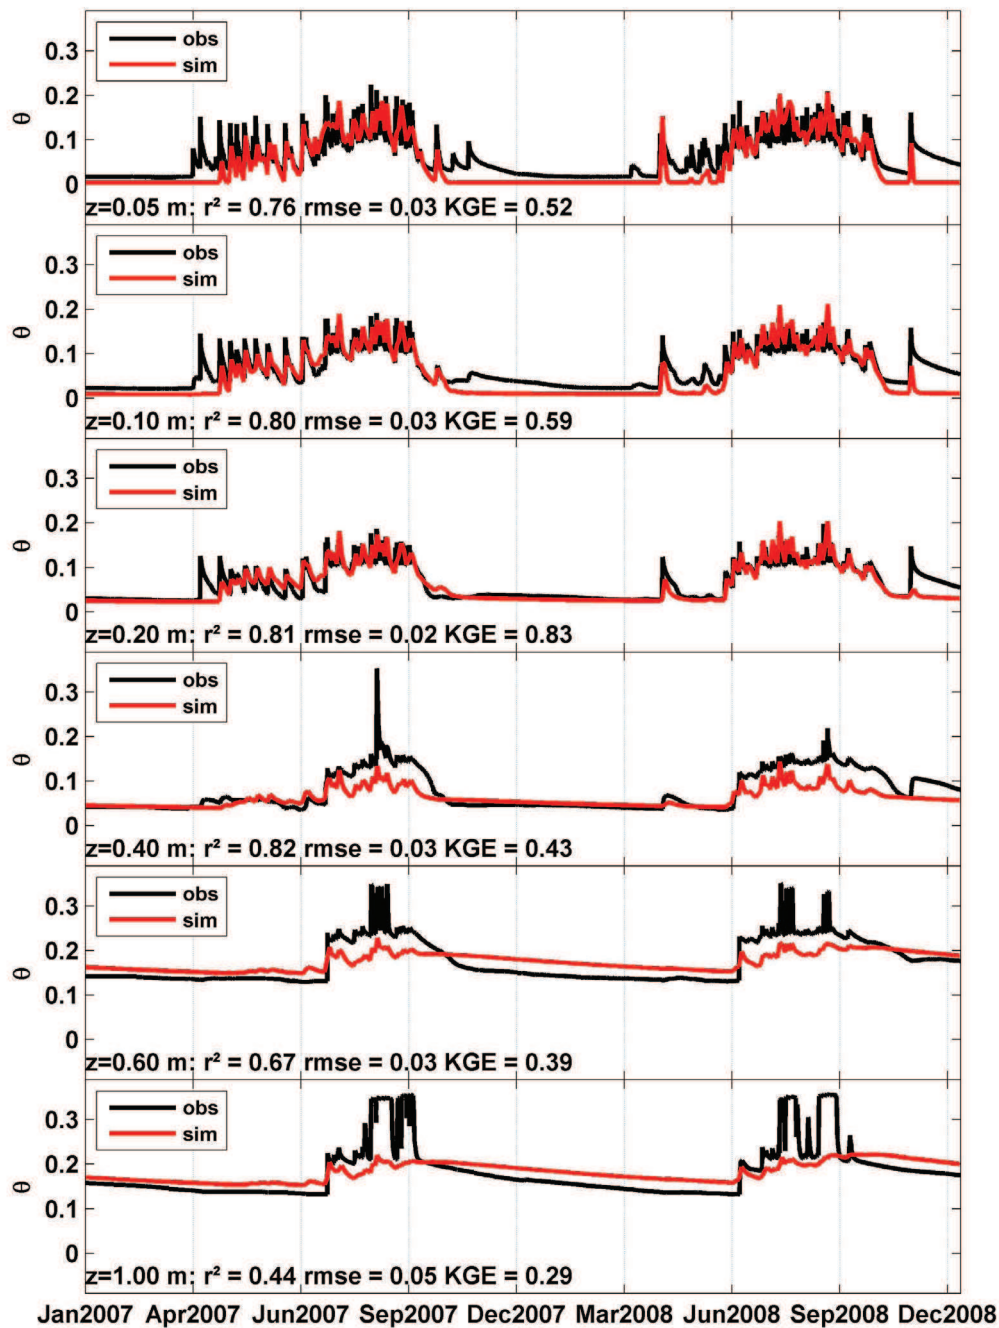 obs
sim
0.3
0.2
0.1
0
θ
z=0.05 m: r² = 0.76 rmse = 0.03 KGE = 0.52
obs
sim
0.3
0.2
0.1
0
θ
z=0.10 m: r² = 0.80 rmse = 0.03 KGE = 0.59
obs
sim
0.3
0.2
0.1
0
θ
z=0.20 m: r² = 0.81 rmse = 0.02 KGE = 0.83
obs
sim
0.3
0.2
0.1
0
θ
z=0.40 m: r² = 0.82 rmse = 0.03 KGE = 0.43
obs
sim
0.3
0.2
0.1
0
θ
z=0.60 m: r² = 0.67 rmse = 0.03 KGE = 0.39
obs
sim
0.3
0.2
0.1
0
θ
z=1.00 m: r² = 0.44 rmse = 0.05 KGE = 0.29
Jan2007 Apr2007 Jun2007 Sep2007 Dec2007 Mar2008 Jun2008 Sep2008 Dec2008